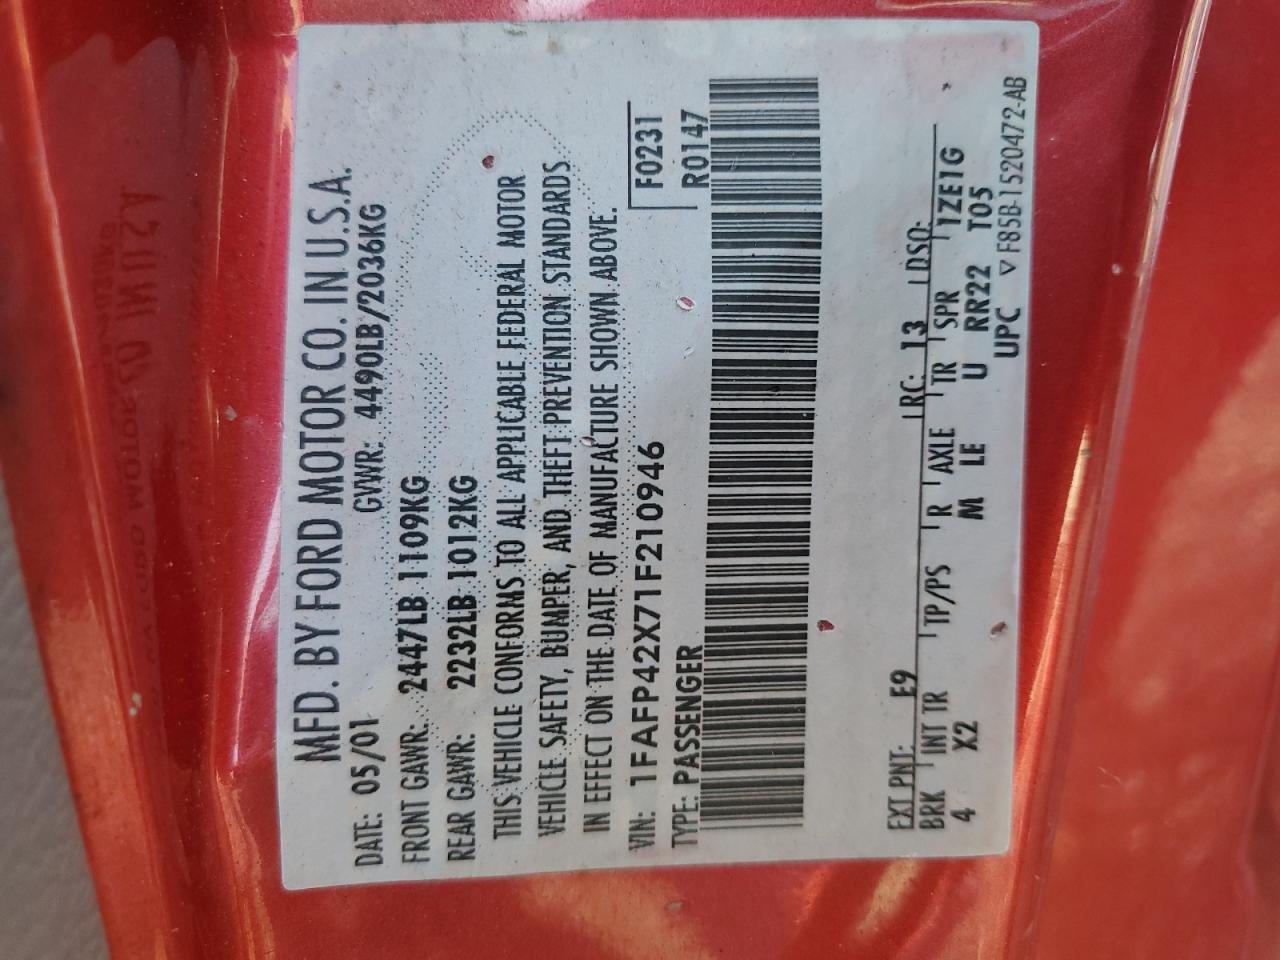 MFD. BY FORD MOTOR CO. IN U.S.A.
DATE: 05/01 GVWR: 4490LB/2036KG
FRONT GAWR: 2447LB 1109KG
REAR GAWR: 2232LB 1012KG
THIS VEHICLE CONFORMS TO ALL APPLICABLE FEDERAL MOTOR
VEHICLE SAFETY, BUMPER, AND THEFT PREVENTION STANDARDS
IN EFFECT ON THE DATE OF MANUFACTURE SHOWN ABOVE.
VIN: 1FAFP42X71F210946 F0231
TYPE: PASSENGER R0147
EXT PNT: E9 RC: 13 DSO:
BRK INT TR TP/PS R AXLE TR SPR 1ZE1G
4 X2 M LE U RR22 T05
UPC ▽ F85B-1520472-AB